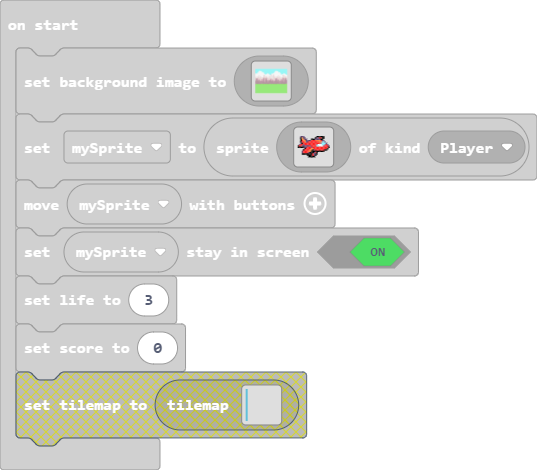 on start
set background image to
set mySprite to sprite of kind Player
move mySprite with buttons
set mySprite stay in screen ON
set life to 3
set score to 0
set tilemap to tilemap